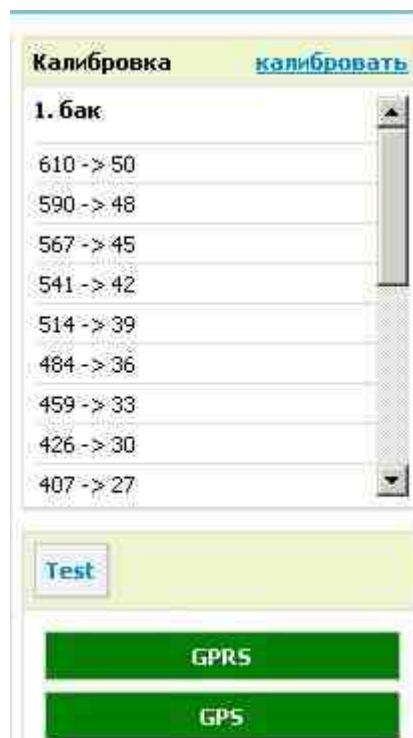 Калибровка калибровать
1. бак
610 -> 50
590 -> 48
567 -> 45
541 -> 42
514 -> 39
484 -> 36
459 -> 33
426 -> 30
407 -> 27
Test
GPRS
GPS